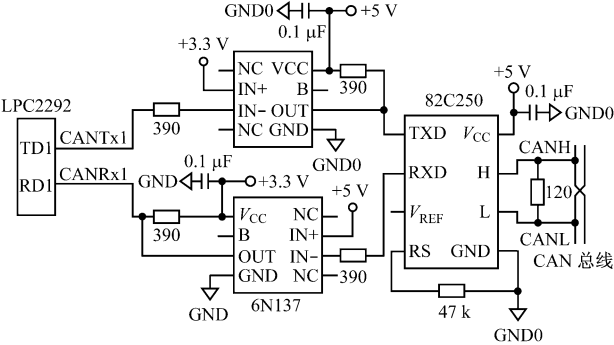 GND0
+5 V
0.1 μF
+3.3 V
NC
VCC
IN+
B
390
LPC2292
IN−
OUT
82C250
+5 V
0.1 μF
GND0
TD1
CANTx1
390
NC
GND
GND0
TXD
VCC
CANH
RD1
CANRx1
0.1 μF
GND
+3.3 V
+5 V
RXD
H
120
390
VCC
NC
VREF
L
B
IN+
OUT
IN−
390
RS
GND
CANL
CAN 总线
GND
NC
GND
6N137
47 k
GND0